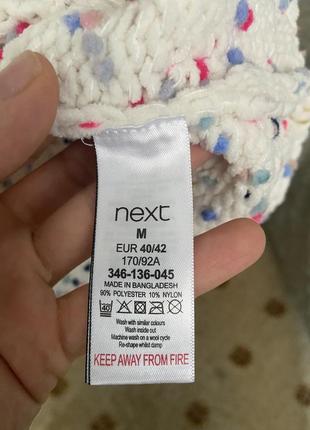 next
M
EUR 40/42
170/92A
346-136-045
MADE IN BANGLADESH
90% POLYESTER 10% NYLON
40
Wash with similar colours
Wash inside out
Machine wash on a wool cycle
Re-shape whilst damp
KEEP AWAY FROM FIRE